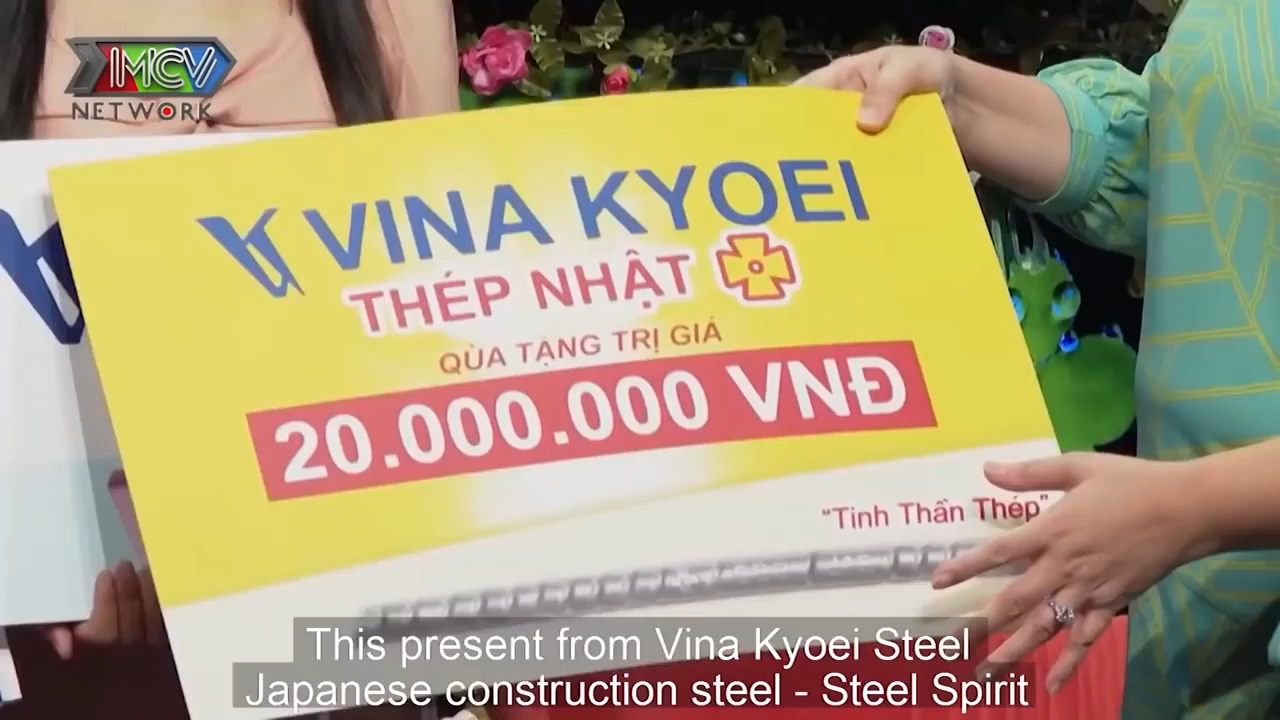 MCV
NETWORK
VINA KYOEI
THÉP NHẬT
QÙA TẶNG TRỊ GIÁ
20.000.000 VNĐ
“Tinh Thần Thép”
This present from Vina Kyoei Steel
Japanese construction steel - Steel Spirit